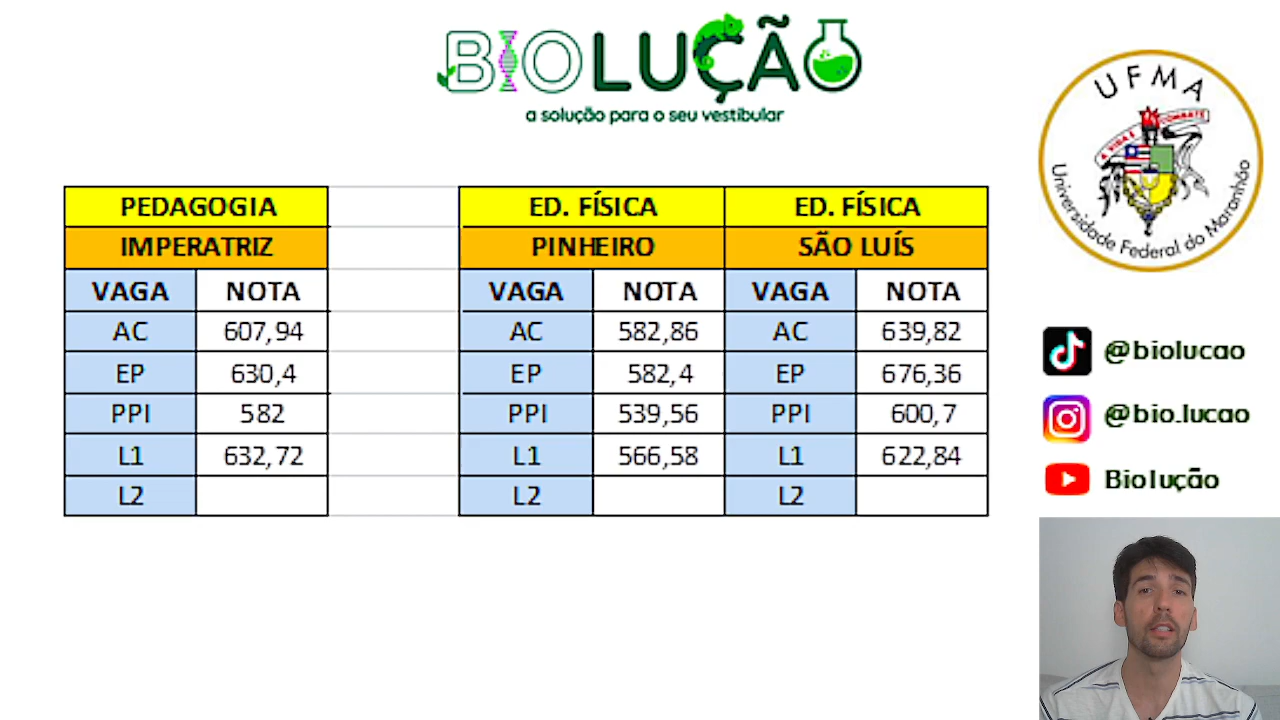 BIOLUÇÃO
a solução para o seu vestibular
UFMA
A VIDA É COMBATE
Universidade Federal do Maranhão
PEDAGOGIA
IMPERATRIZ
VAGA NOTA
AC 607,94
EP 630,4
PPI 582
L1 632,72
L2
ED. FÍSICA ED. FÍSICA
PINHEIRO SÃO LUÍS
VAGA NOTA VAGA NOTA
AC 582,86 AC 639,82
EP 582,4 EP 676,36
PPI 539,56 PPI 600,7
L1 566,58 L1 622,84
L2 L2
@biolucao
@bio.lucao
Biolução